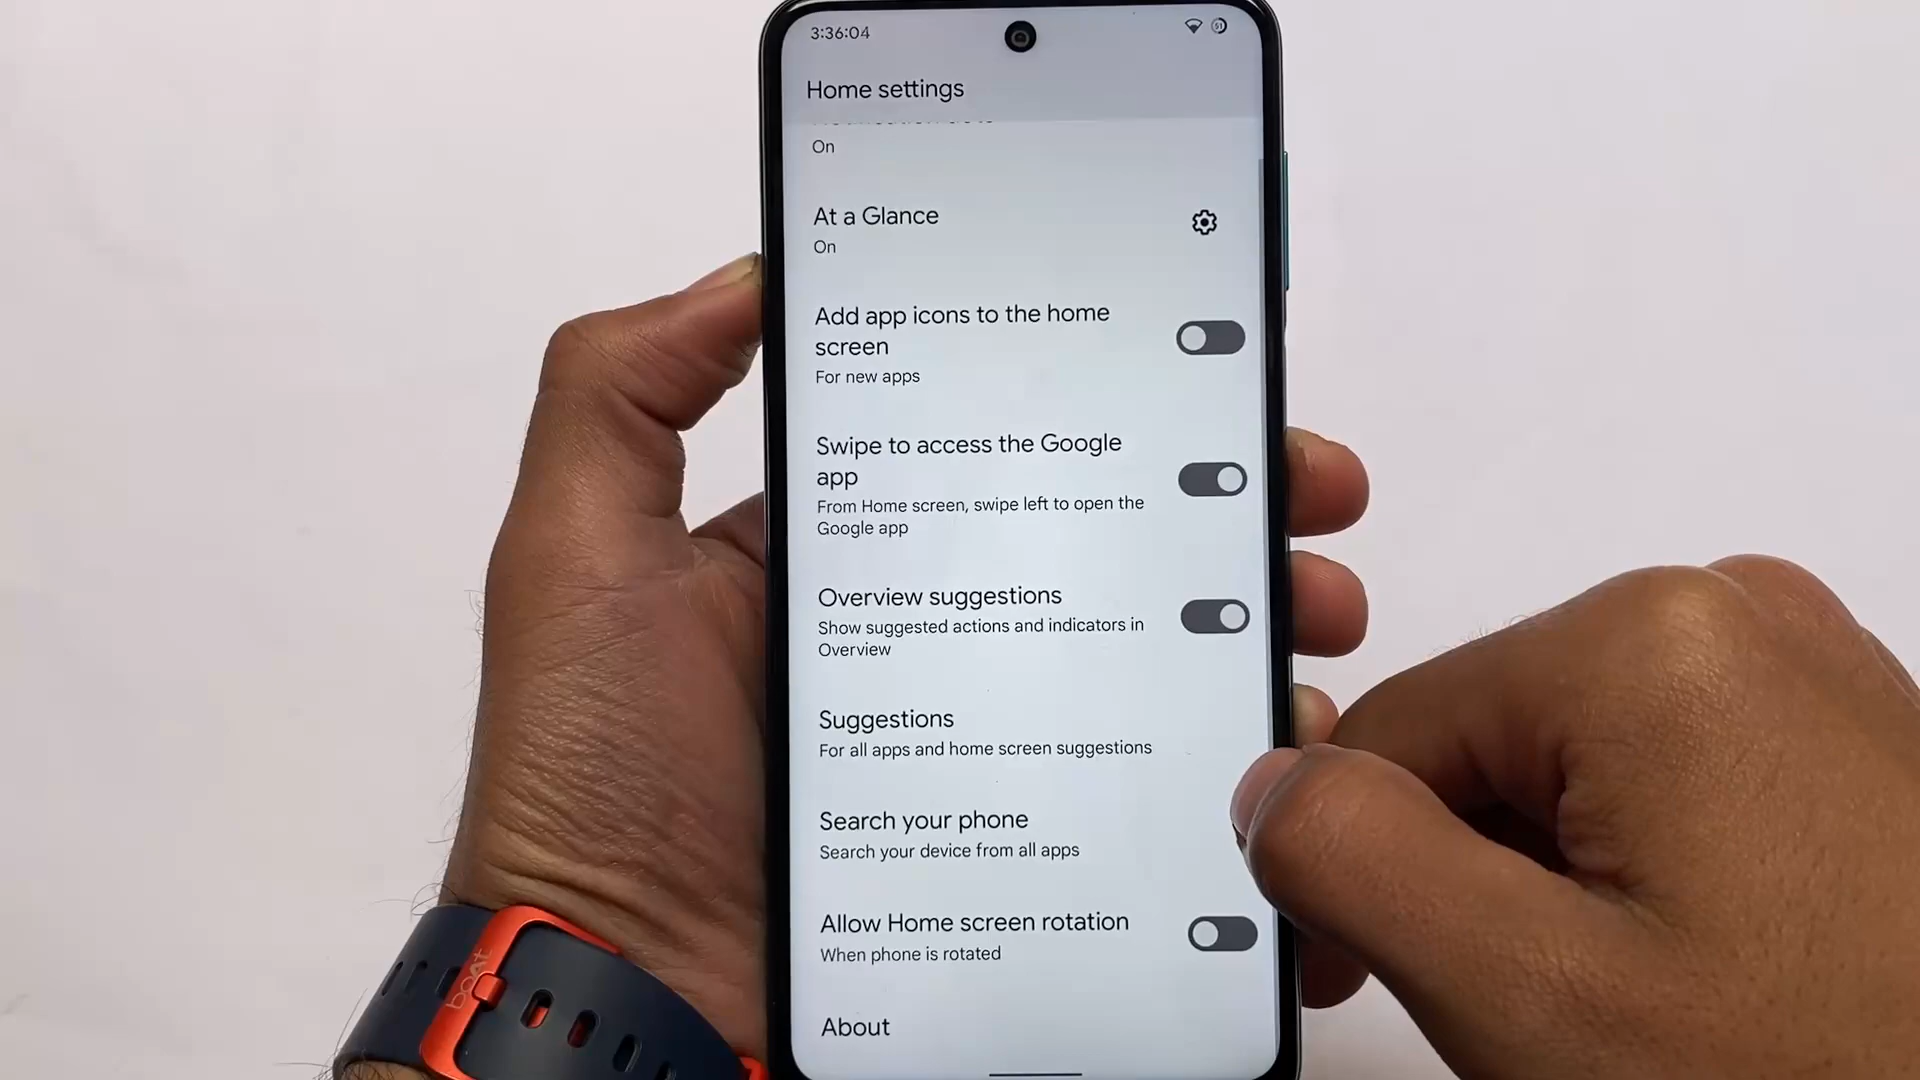 3:36:04
51
Home settings
On
At a Glance
On
Add app icons to the home
screen
For new apps
Swipe to access the Google
app
From Home screen, swipe left to open the
Google app
Overview suggestions
Show suggested actions and indicators in
Overview
Suggestions
For all apps and home screen suggestions
Search your phone
Search your device from all apps
Allow Home screen rotation
When phone is rotated
About
boAt